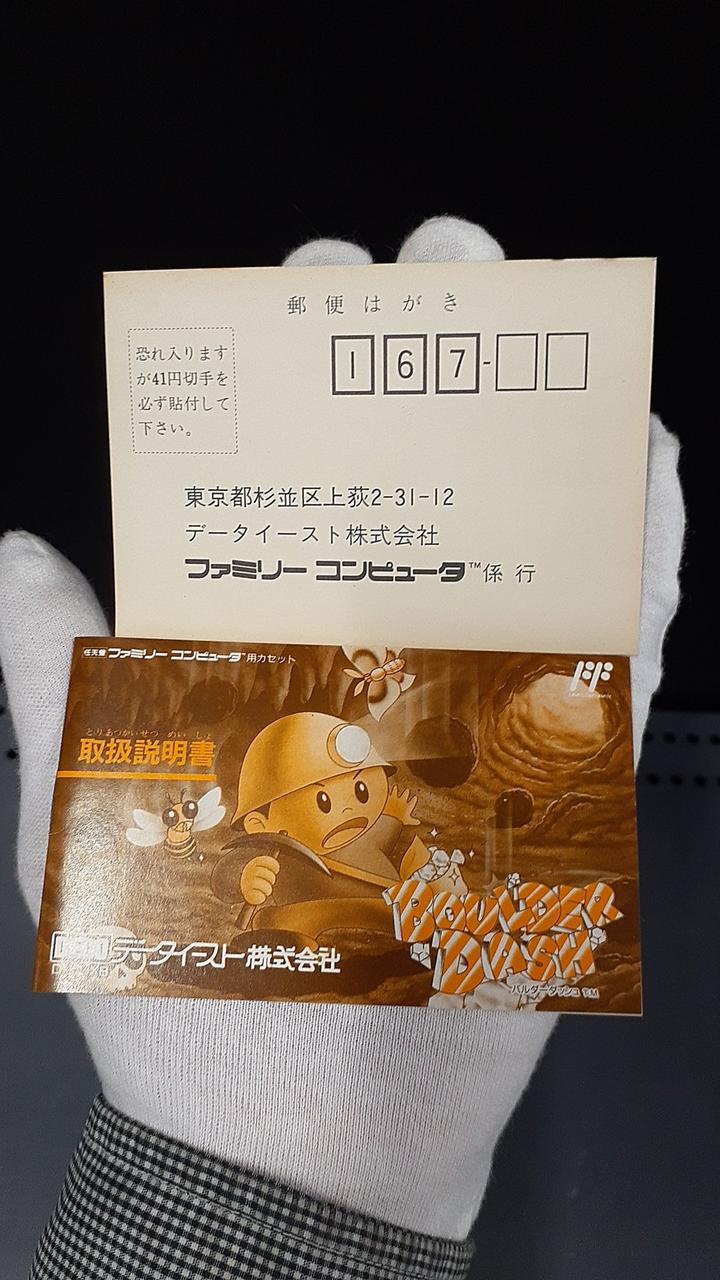 郵便はがき
恐れ入ります
が41円切手を
必ず貼付して
下さい。
167-
東京都杉並区上荻2-31-12
データイースト株式会社
ファミリー コンピュータ™係 行
任天堂 ファミリー コンピュータ™用カセット
とりあつかいせつ めい しょ
取扱説明書
データイースト株式会社
BOULDER
DASH
バルダーダッシュ T.M.